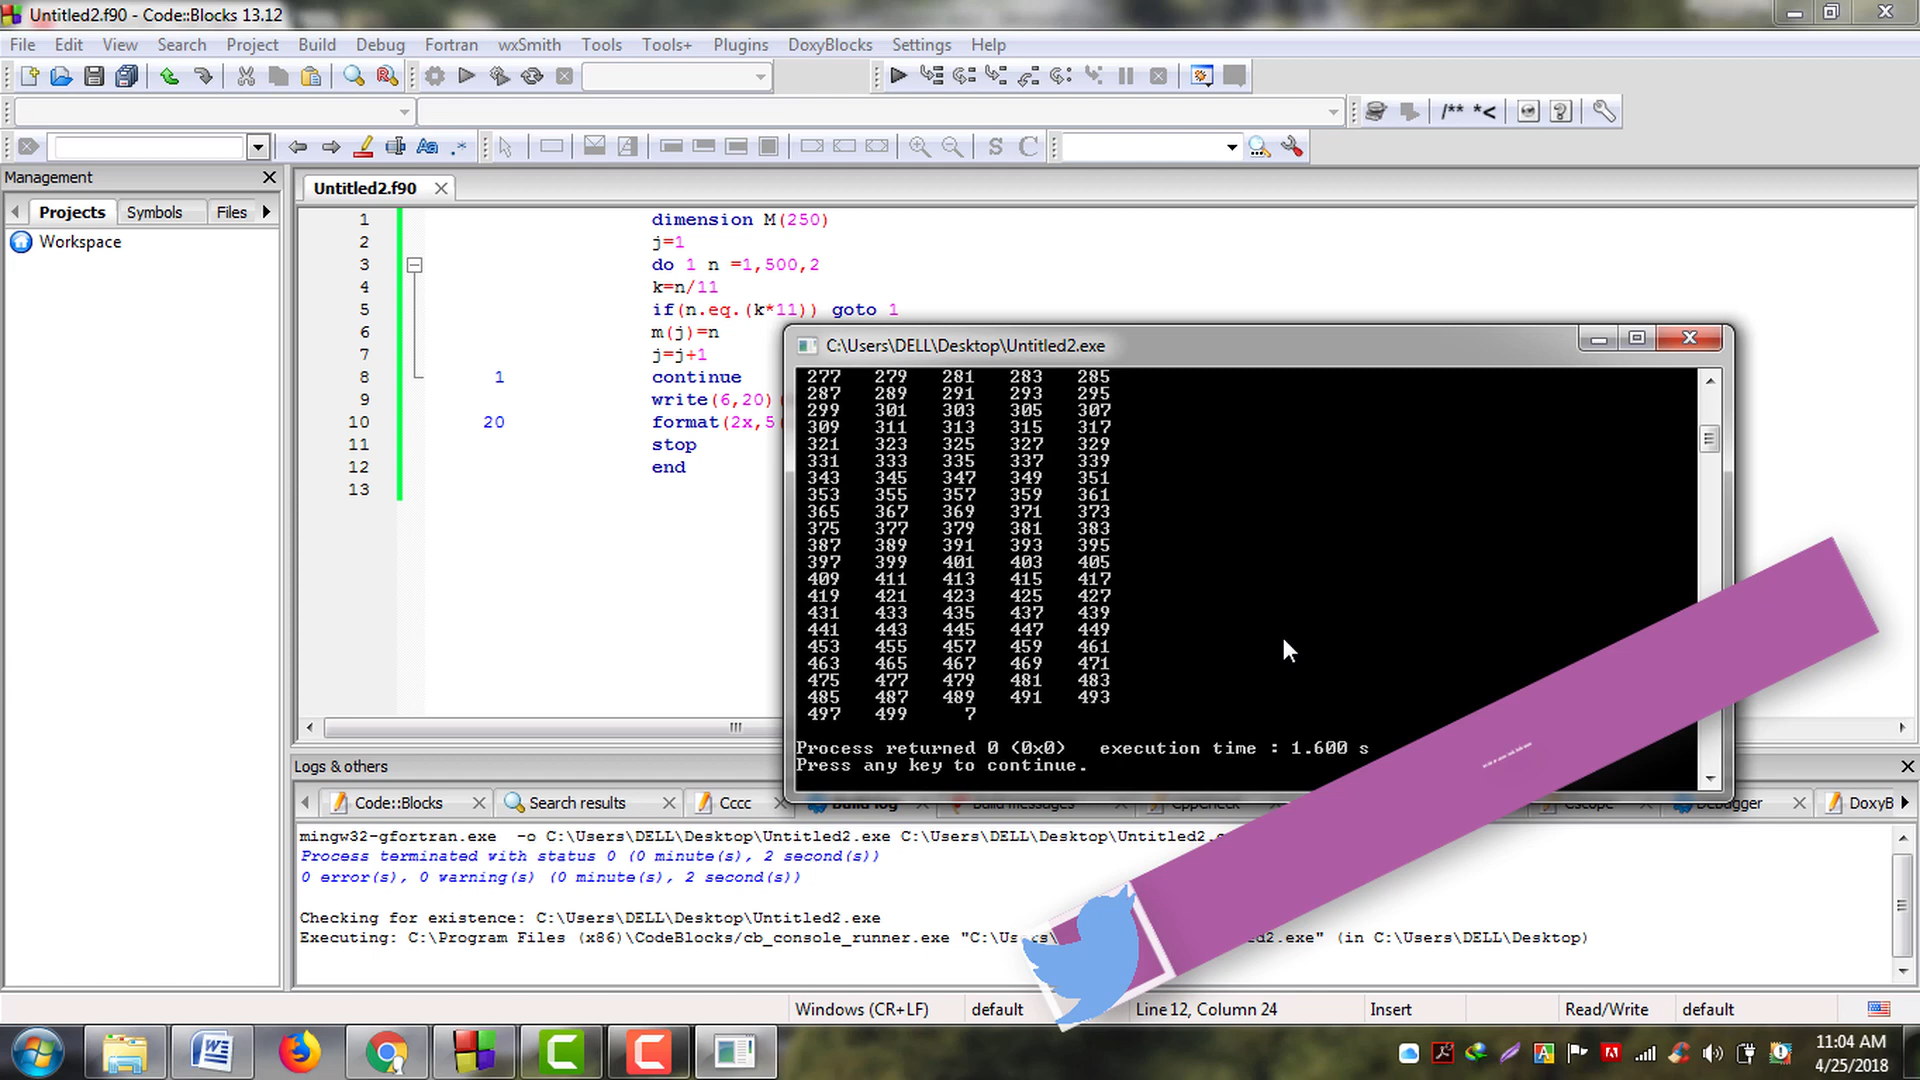 Untitled2.f90 - Code::Blocks 13.12
File Edit View Search Project Build Debug Fortran wxSmith Tools Tools+ Plugins DoxyBlocks Settings Help
/** *<
S C
Management
Projects Symbols Files
Workspace
Untitled2.f90
1 dimension M(250)
2 j=1
3 do 1 n =1,500,2
4 k=n/11
5 if(n.eq.(k*11)) goto 1
6 m(j)=n
7 j=j+1
8 1 continue
9 write(6,20)
10 20 format(2x,5
11 stop
12 end
13
C:\Users\DELL\Desktop\Untitled2.exe
277 279 281 283 285
287 289 291 293 295
299 301 303 305 307
309 311 313 315 317
321 323 325 327 329
331 333 335 337 339
343 345 347 349 351
353 355 357 359 361
365 367 369 371 373
375 377 379 381 383
387 389 391 393 395
397 399 401 403 405
409 411 413 415 417
419 421 423 425 427
431 433 435 437 439
441 443 445 447 449
453 455 457 459 461
463 465 467 469 471
475 477 479 481 483
485 487 489 491 493
497 499 7
Process returned 0 (0x0) execution time : 1.600 s
Press any key to continue.
Logs & others
Code::Blocks Search results Cccc Build log Build messages CppCheck Cscope Debugger DoxyB
mingw32-gfortran.exe -o C:\Users\DELL\Desktop\Untitled2.exe C:\Users\DELL\Desktop\Untitled2.
Process terminated with status 0 (0 minute(s), 2 second(s))
0 error(s), 0 warning(s) (0 minute(s), 2 second(s))
Checking for existence: C:\Users\DELL\Desktop\Untitled2.exe
Executing: C:\Program Files (x86)\CodeBlocks/cb_console_runner.exe "C:\Users\ ed2.exe" (in C:\Users\DELL\Desktop)
Windows (CR+LF) default Line 12, Column 24 Insert Read/Write default
11:04 AM
4/25/2018